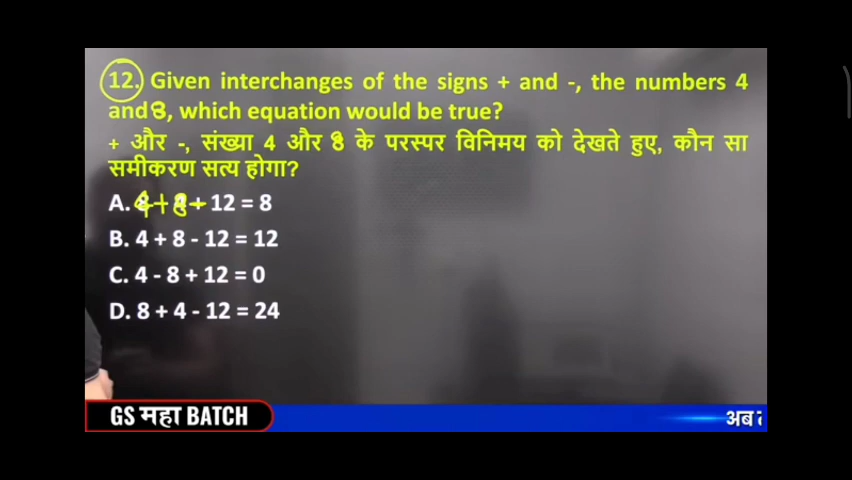 12. Given interchanges of the signs + and -, the numbers 4
and 8, which equation would be true?
+ और -, संख्या 4 और 8 के परस्पर विनिमय को देखते हुए, कौन सा
समीकरण सत्य होगा?
A. 4 + 8 - 12 = 8
B. 4 + 8 - 12 = 12
C. 4 - 8 + 12 = 0
D. 8 + 4 - 12 = 24
GS महा BATCH
अब